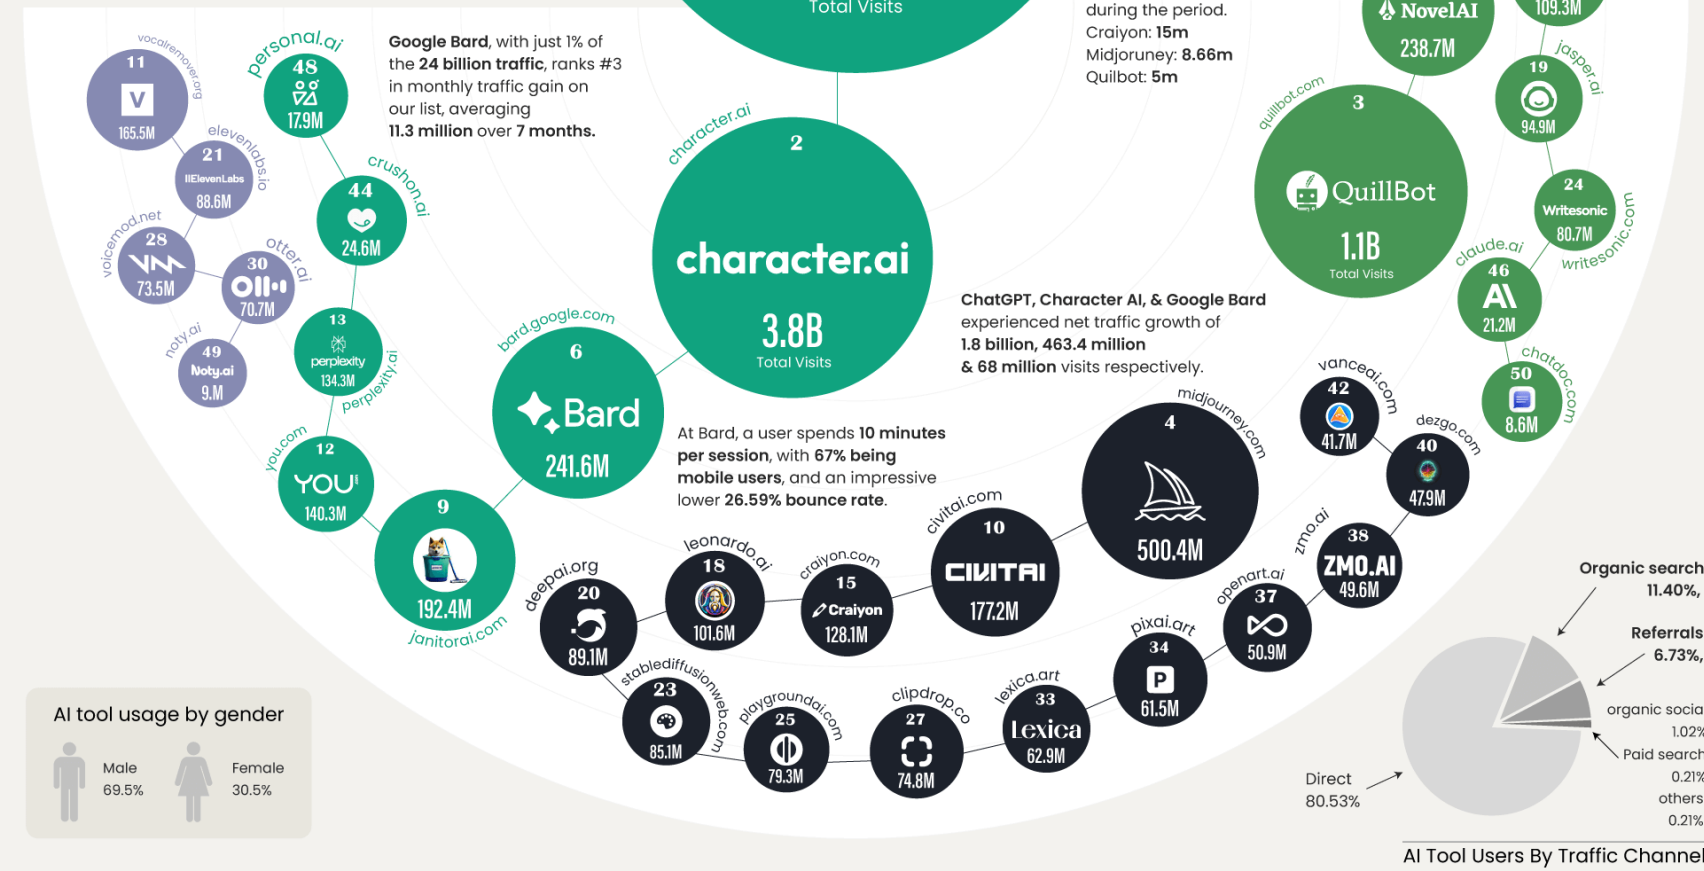 Total Visits
during the period.
Craiyon: 15m
Midjoruney: 8.66m
Quilbot: 5m
NovelAI
238.7M
109.3M
Google Bard, with just 1% of
the 24 billion traffic, ranks #3
in monthly traffic gain on
our list, averaging
11.3 million over 7 months.
vocalremover.org
11
V
165.5M
elevenlabs.io
21
IIElevenLabs
88.6M
voicemod.net
28
VM
73.5M
otter.ai
30
70.7M
noty.ai
49
Noty.ai
9.M
personal.ai
48
17.9M
crushon.ai
44
24.6M
13
perplexity
134.3M
perplexity.ai
you.com
12
YOU
140.3M
9
192.4M
janitorai.com
bard.google.com
6
Bard
241.6M
character.ai
2
character.ai
3.8B
Total Visits
quillbot.com
3
QuillBot
1.1B
Total Visits
jasper.ai
19
94.9M
24
Writesonic
80.7M
writesonic.com
claude.ai
46
AI
21.2M
chatdoc.com
50
8.6M
ChatGPT, Character AI, & Google Bard
experienced net traffic growth of
1.8 billion, 463.4 million
& 68 million visits respectively.
At Bard, a user spends 10 minutes
per session, with 67% being
mobile users, and an impressive
lower 26.59% bounce rate.
midjourney.com
4
500.4M
civitai.com
10
CIVITAI
177.2M
craiyon.com
15
Craiyon
128.1M
leonardo.ai
18
101.6M
deepai.org
20
89.1M
stablediffusionweb.com
23
85.1M
playgroundai.com
25
79.3M
clipdrop.co
27
74.8M
lexica.art
33
Lexica
62.9M
pixai.art
34
P
61.5M
openart.ai
37
50.9M
zmo.ai
38
ZMO.AI
49.6M
dezgo.com
40
47.9M
vanceai.com
42
41.7M
AI tool usage by gender
Male
69.5%
Female
30.5%
Organic search
11.40%,
Referrals
6.73%,
organic socia
1.02%
Paid search
0.21%
others
0.21%
Direct
80.53%
AI Tool Users By Traffic Channel